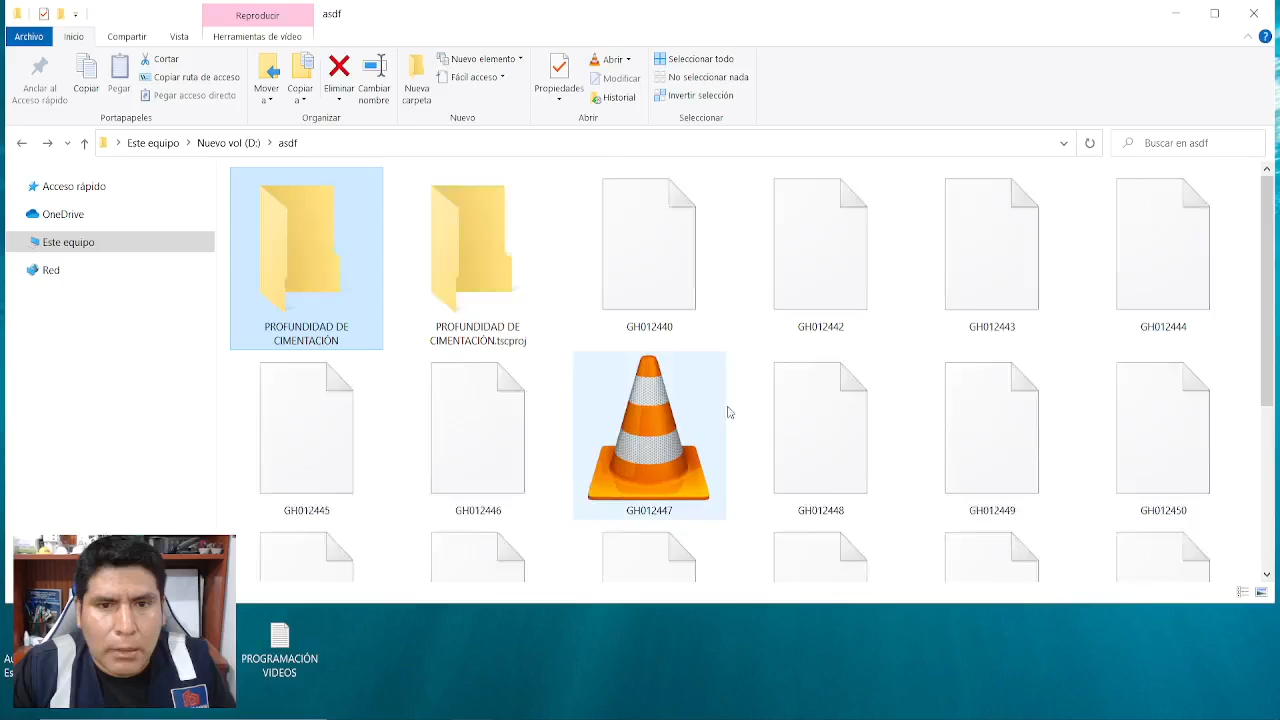 Reproducir
asdf
Archivo
Inicio
Compartir
Vista
Herramientas de vídeo
Anclar al
Acceso rápido
Copiar
Pegar
Cortar
Copiar ruta de acceso
Pegar acceso directo
Portapapeles
Mover
a
Copiar
a
Eliminar
Cambiar
nombre
Organizar
Nueva
carpeta
Nuevo elemento
Fácil acceso
Nuevo
Propiedades
Abrir
Modificar
Historial
Abrir
Seleccionar todo
No seleccionar nada
Invertir selección
Seleccionar
Este equipo
Nuevo vol (D:)
asdf
Buscar en asdf
Acceso rápido
OneDrive
Este equipo
Red
PROFUNDIDAD DE
CIMENTACIÓN
PROFUNDIDAD DE
CIMENTACIÓN.tscproj
GH012440
GH012442
GH012443
GH012444
GH012445
GH012446
GH012447
GH012448
GH012449
GH012450
PROGRAMACIÓN
VIDEOS